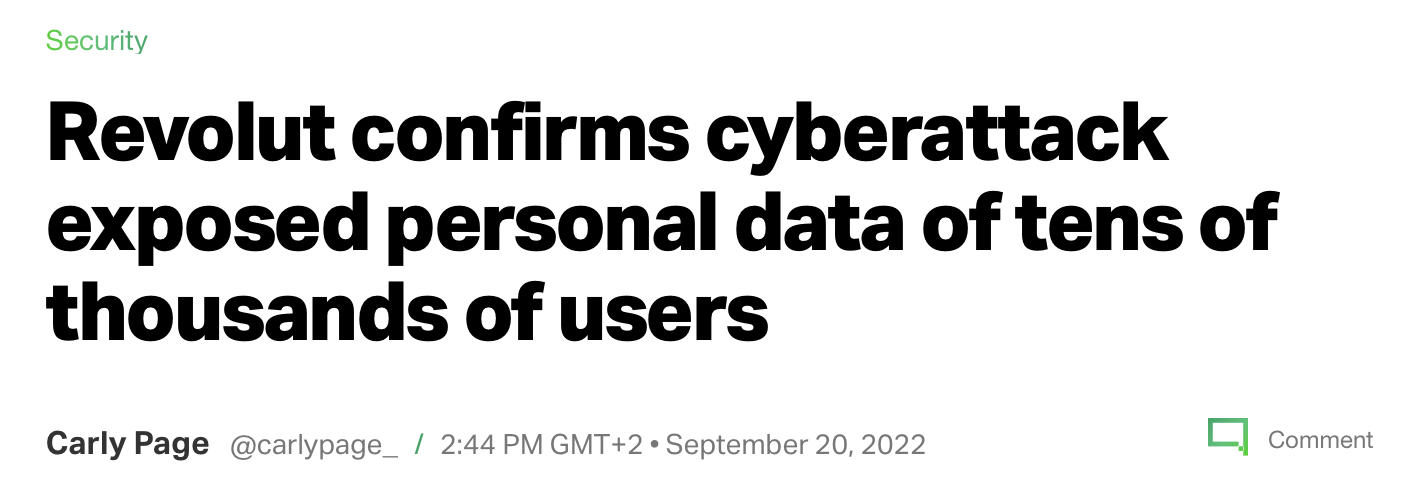 Security
Revolut confirms cyberattack
exposed personal data of tens of
thousands of users
Carly Page @carlypage_ / 2:44 PM GMT+2 • September 20, 2022 Comment